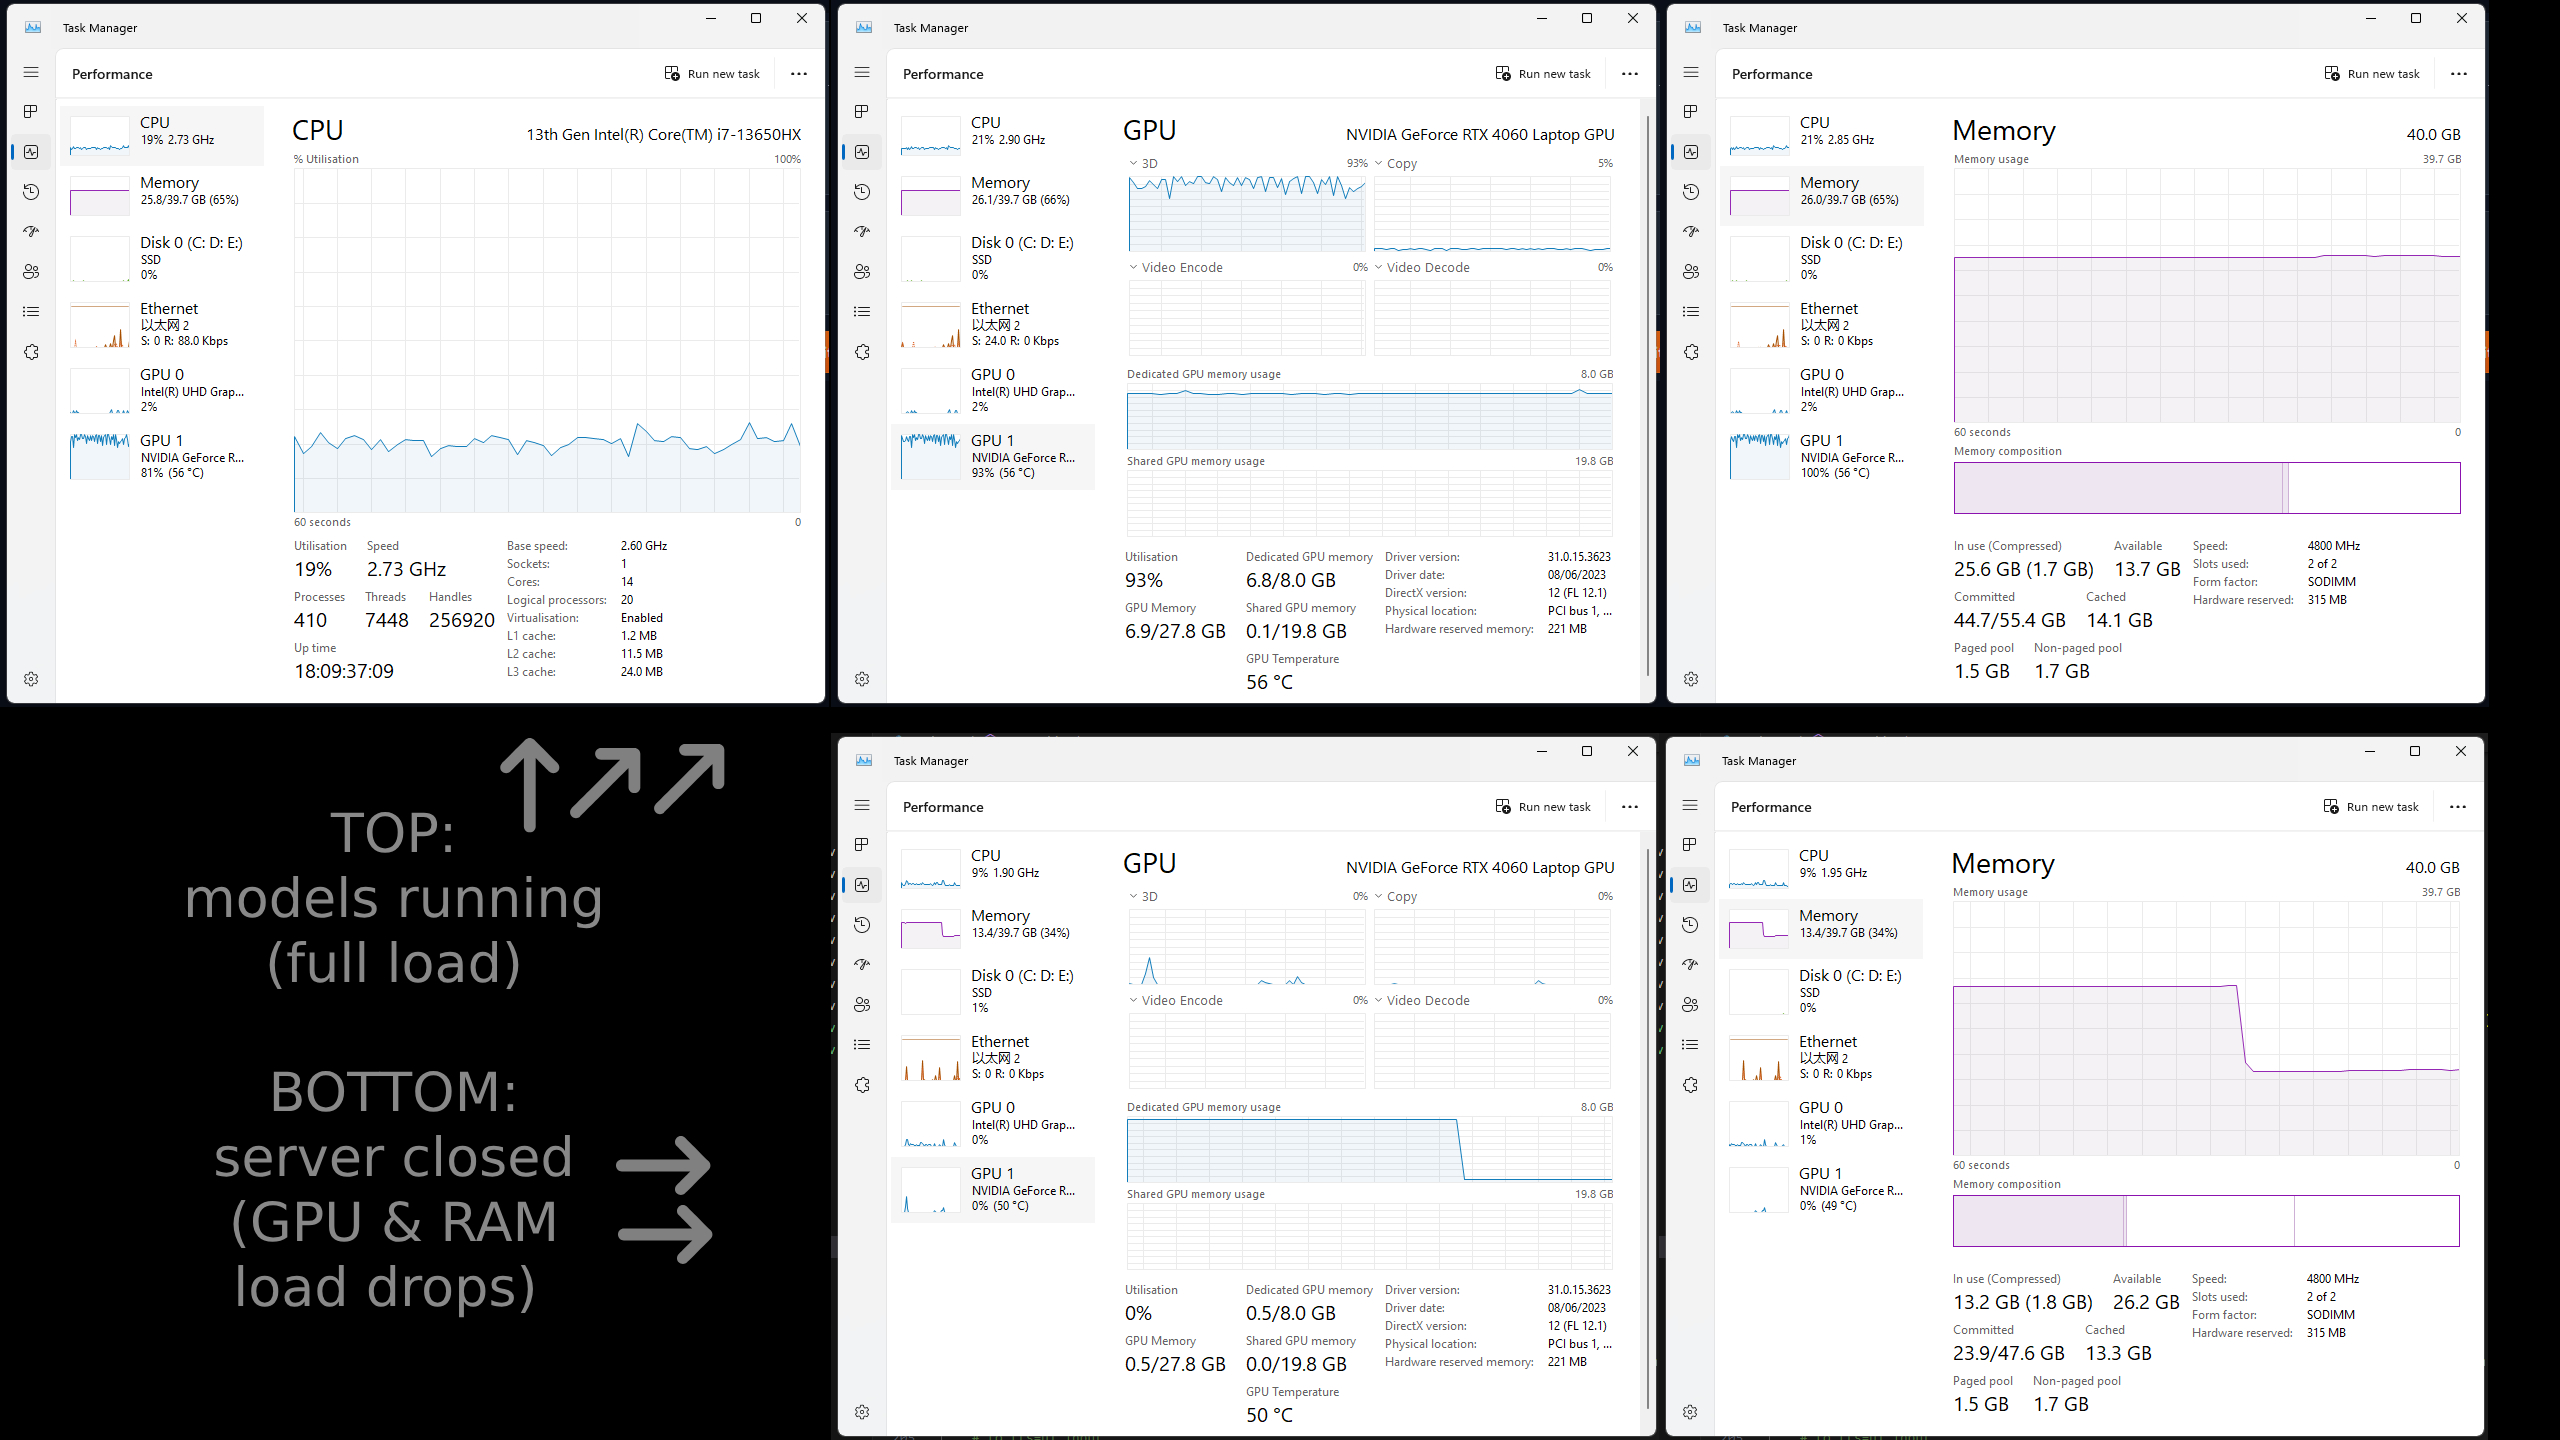 Task Manager
Performance
Run new task
CPU
19% 2.73 GHz
Memory
25.8/39.7 GB (65%)
Disk 0 (C: D: E:)
SSD
0%
Ethernet
以太网 2
S: 0 R: 88.0 Kbps
GPU 0
Intel(R) UHD Grap...
2%
GPU 1
NVIDIA GeForce R...
81% (56 °C)
CPU
13th Gen Intel(R) Core(TM) i7-13650HX
% Utilisation 100%
60 seconds 0
Utilisation Speed
19% 2.73 GHz
Processes Threads Handles
410 7448 256920
Up time
18:09:37:09
Base speed: 2.60 GHz
Sockets: 1
Cores: 14
Logical processors: 20
Virtualisation: Enabled
L1 cache: 1.2 MB
L2 cache: 11.5 MB
L3 cache: 24.0 MB
Task Manager
Performance
Run new task
CPU
21% 2.90 GHz
Memory
26.1/39.7 GB (66%)
Disk 0 (C: D: E:)
SSD
0%
Ethernet
以太网 2
S: 24.0 R: 0 Kbps
GPU 0
Intel(R) UHD Grap...
2%
GPU 1
NVIDIA GeForce R...
93% (56 °C)
GPU
NVIDIA GeForce RTX 4060 Laptop GPU
3D 93% Copy 5%
Video Encode 0% Video Decode 0%
Dedicated GPU memory usage 8.0 GB
Shared GPU memory usage 19.8 GB
Utilisation Dedicated GPU memory
93% 6.8/8.0 GB
GPU Memory Shared GPU memory
6.9/27.8 GB 0.1/19.8 GB
GPU Temperature
56 °C
Driver version: 31.0.15.3623
Driver date: 08/06/2023
DirectX version: 12 (FL 12.1)
Physical location: PCI bus 1, ...
Hardware reserved memory: 221 MB
Task Manager
Performance
Run new task
CPU
21% 2.85 GHz
Memory
26.0/39.7 GB (65%)
Disk 0 (C: D: E:)
SSD
0%
Ethernet
以太网 2
S: 0 R: 0 Kbps
GPU 0
Intel(R) UHD Grap...
2%
GPU 1
NVIDIA GeForce R...
100% (56 °C)
Memory 40.0 GB
Memory usage 39.7 GB
60 seconds 0
Memory composition
In use (Compressed) Available
25.6 GB (1.7 GB) 13.7 GB
Committed Cached
44.7/55.4 GB 14.1 GB
Paged pool Non-paged pool
1.5 GB 1.7 GB
Speed: 4800 MHz
Slots used: 2 of 2
Form factor: SODIMM
Hardware reserved: 315 MB
TOP:
models running
(full load)
BOTTOM:
server closed
(GPU & RAM
load drops)
Task Manager
Performance
Run new task
CPU
9% 1.90 GHz
Memory
13.4/39.7 GB (34%)
Disk 0 (C: D: E:)
SSD
1%
Ethernet
以太网 2
S: 0 R: 0 Kbps
GPU 0
Intel(R) UHD Grap...
0%
GPU 1
NVIDIA GeForce R...
0% (50 °C)
GPU
NVIDIA GeForce RTX 4060 Laptop GPU
3D 0% Copy 0%
Video Encode 0% Video Decode 0%
Dedicated GPU memory usage 8.0 GB
Shared GPU memory usage 19.8 GB
Utilisation Dedicated GPU memory
0% 0.5/8.0 GB
GPU Memory Shared GPU memory
0.5/27.8 GB 0.0/19.8 GB
GPU Temperature
50 °C
Driver version: 31.0.15.3623
Driver date: 08/06/2023
DirectX version: 12 (FL 12.1)
Physical location: PCI bus 1, ...
Hardware reserved memory: 221 MB
Task Manager
Performance
Run new task
CPU
9% 1.95 GHz
Memory
13.4/39.7 GB (34%)
Disk 0 (C: D: E:)
SSD
0%
Ethernet
以太网 2
S: 0 R: 0 Kbps
GPU 0
Intel(R) UHD Grap...
1%
GPU 1
NVIDIA GeForce R...
0% (49 °C)
Memory 40.0 GB
Memory usage 39.7 GB
60 seconds 0
Memory composition
In use (Compressed) Available
13.2 GB (1.8 GB) 26.2 GB
Committed Cached
23.9/47.6 GB 13.3 GB
Paged pool Non-paged pool
1.5 GB 1.7 GB
Speed: 4800 MHz
Slots used: 2 of 2
Form factor: SODIMM
Hardware reserved: 315 MB